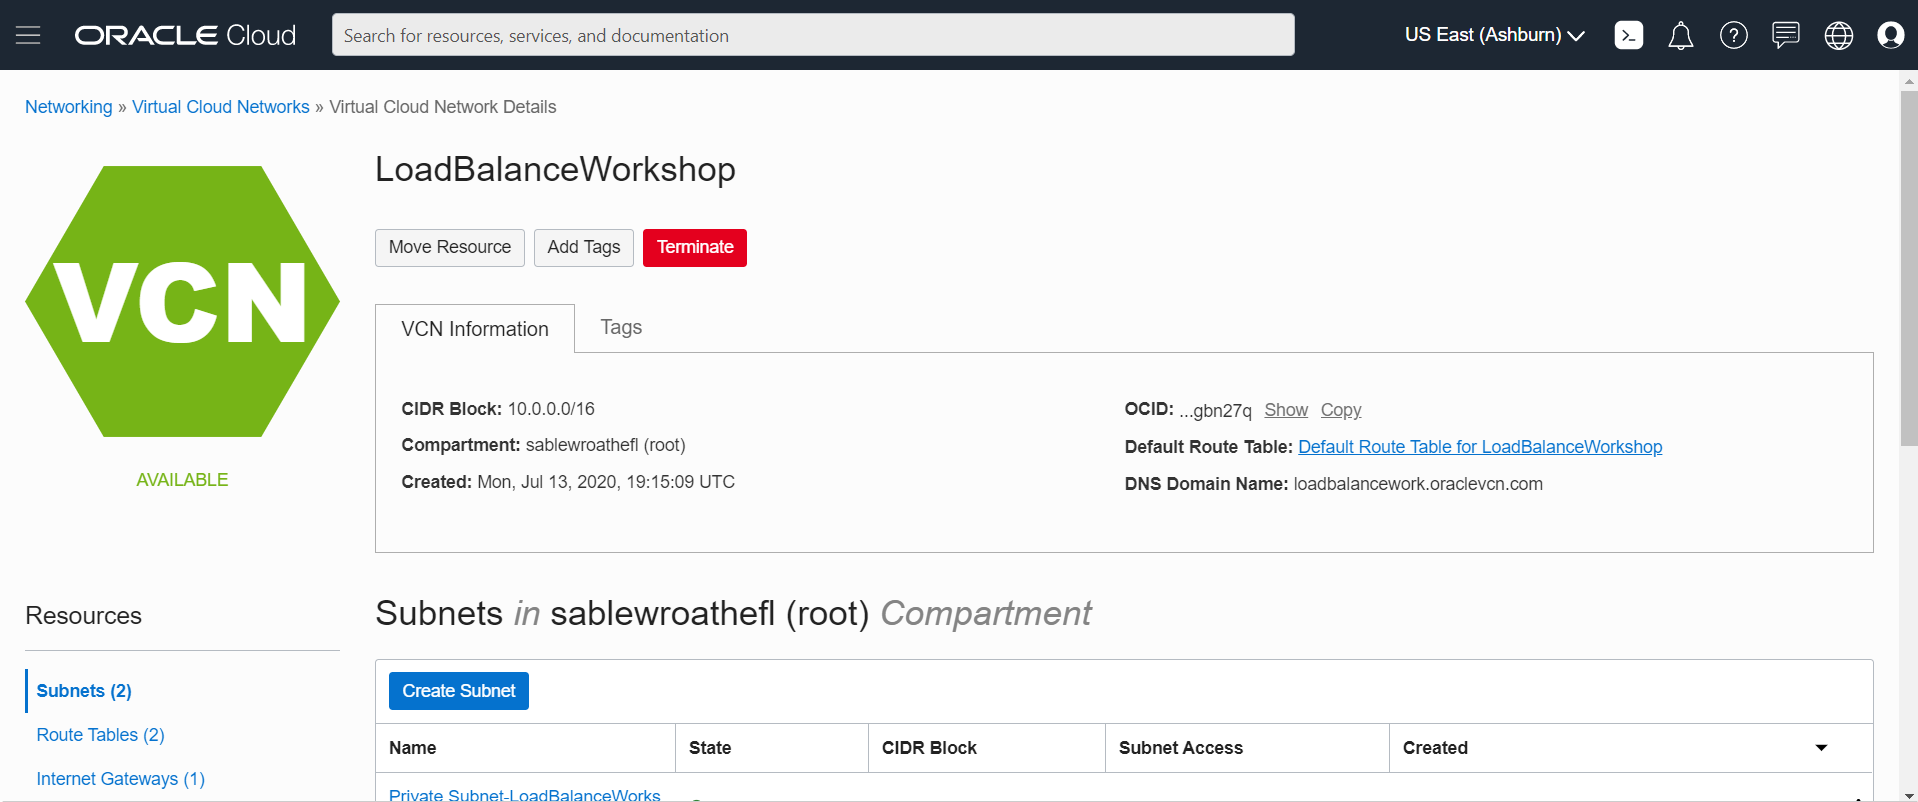 ORACLE Cloud
Search for resources, services, and documentation
US East (Ashburn)
Networking » Virtual Cloud Networks » Virtual Cloud Network Details
VCN
AVAILABLE
LoadBalanceWorkshop
Move Resource
Add Tags
Terminate
VCN Information
Tags
CIDR Block: 10.0.0.0/16
Compartment: sablewroathefl (root)
Created: Mon, Jul 13, 2020, 19:15:09 UTC
OCID: ...gbn27q Show Copy
Default Route Table: Default Route Table for LoadBalanceWorkshop
DNS Domain Name: loadbalancework.oraclevcn.com
Resources
Subnets (2)
Route Tables (2)
Internet Gateways (1)
Subnets in sablewroathefl (root) Compartment
Create Subnet
Name State CIDR Block Subnet Access Created
Private Subnet-LoadBalanceWorks